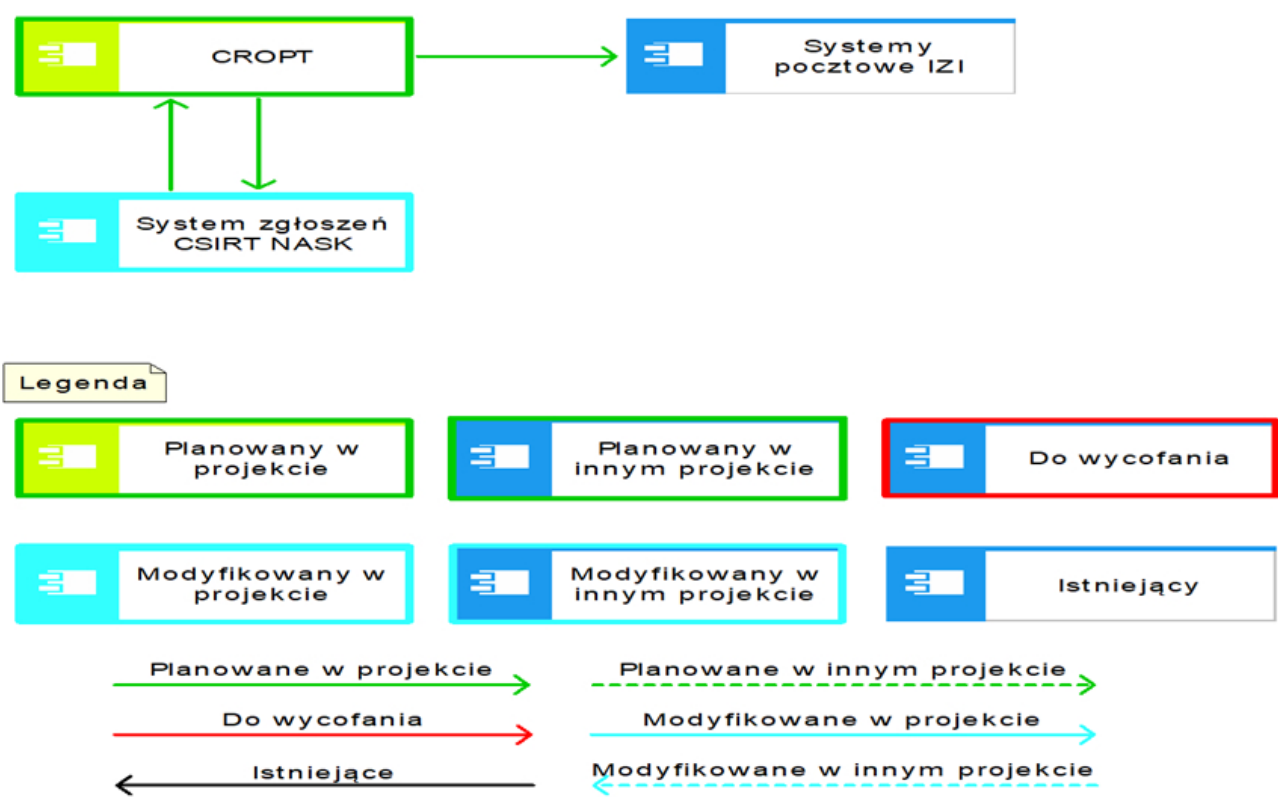 CROPT
Systemy
pocztowe IZI
System zgłoszeń
CSIRT NASK
Legenda
Planowany w
projekcie
Planowany w
innym projekcie
Do wycofania
Modyfikowany w
projekcie
Modyfikowany w
innym projekcie
Istniejący
Planowane w projekcie
Planowane w innym projekcie
Do wycofania
Modyfikowane w projekcie
Istniejące
Modyfikowane w innym projekcie